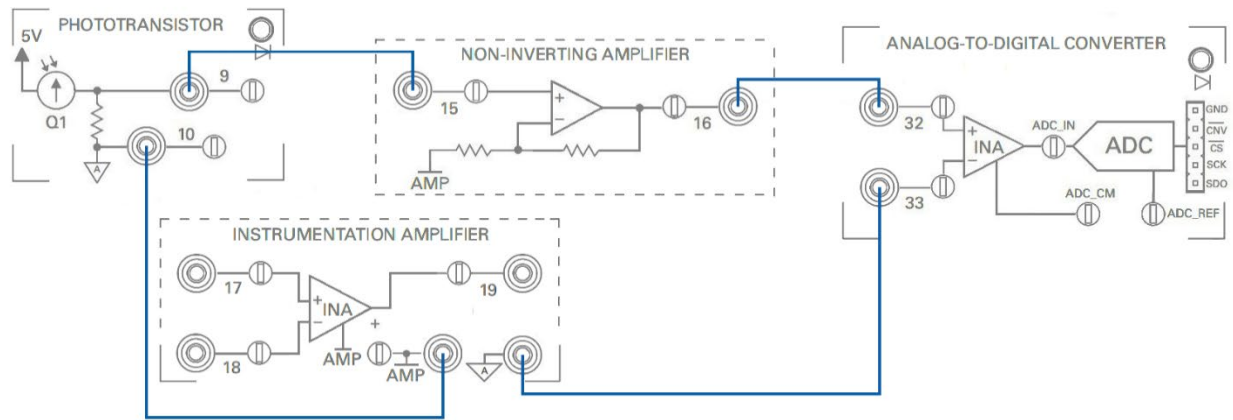 PHOTOTRANSISTOR
5V
Q1
9
10
A
NON-INVERTING AMPLIFIER
15
+
−
16
AMP
ANALOG-TO-DIGITAL CONVERTER
32
33
+
INA
−
ADC_IN
ADC
ADC_CM
ADC_REF
GND
CNV
CS
SCK
SDO
INSTRUMENTATION AMPLIFIER
17
18
+
INA
−
+
19
AMP
AMP
A